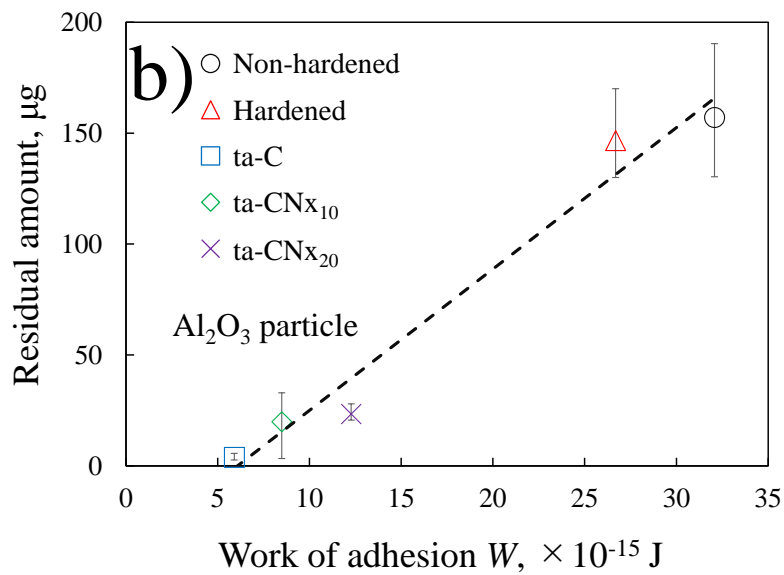 b)
Non-hardened
Hardened
ta-C
ta-CNx₁₀
ta-CNx₂₀
Al₂O₃ particle
Residual amount, μg
200
150
100
50
0
0 5 10 15 20 25 30 35
Work of adhesion W, × 10⁻¹⁵ J